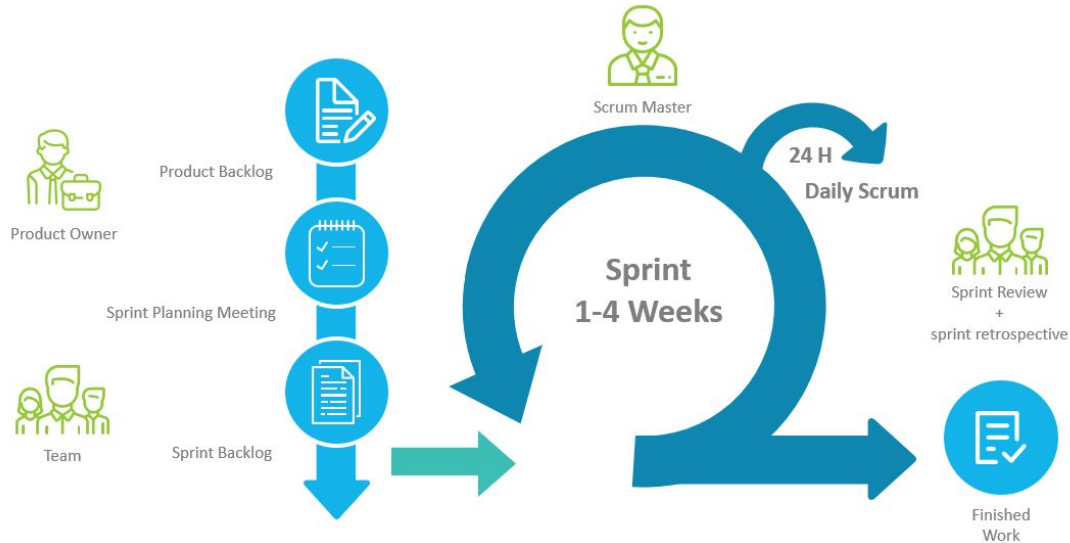 Scrum Master
24 H
Daily Scrum
Product Backlog
Product Owner
Sprint
1-4 Weeks
Sprint Planning Meeting
Sprint Review
+
sprint retrospective
Team
Sprint Backlog
Finished
Work